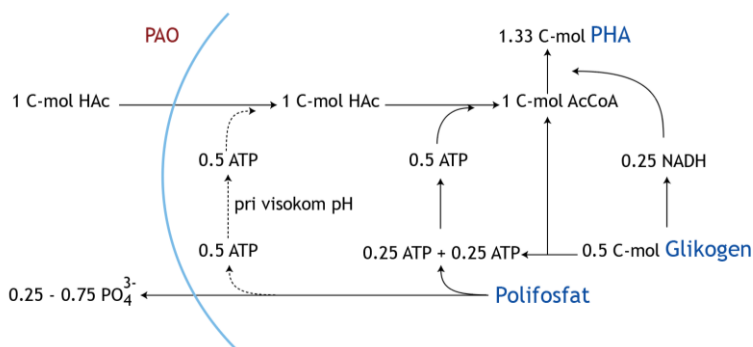 PAO
1.33 C-mol PHA
1 C-mol HAc
1 C-mol HAc
1 C-mol AcCoA
0.5 ATP
0.5 ATP
0.25 NADH
pri visokom pH
0.5 ATP
0.25 ATP + 0.25 ATP
0.5 C-mol Glikogen
0.25 - 0.75 PO₄³⁻
Polifosfat